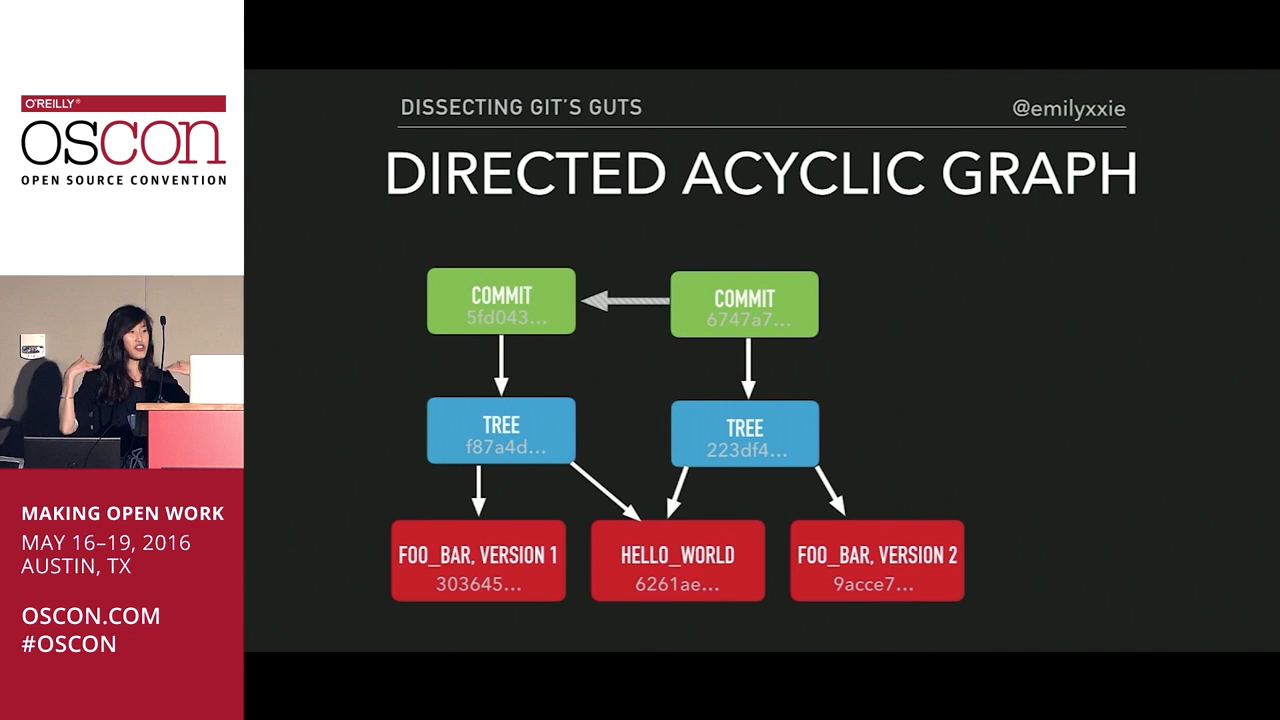 O'REILLY®
OSCON
OPEN SOURCE CONVENTION
MAKING OPEN WORK
MAY 16–19, 2016
AUSTIN, TX
OSCON.COM
#OSCON
DISSECTING GIT'S GUTS
@emilyxxie
DIRECTED ACYCLIC GRAPH
COMMIT
5fd043...
COMMIT
6747a7...
TREE
f87a4d...
TREE
223df4...
FOO_BAR, VERSION 1
303645...
HELLO_WORLD
6261ae...
FOO_BAR, VERSION 2
9acce7...